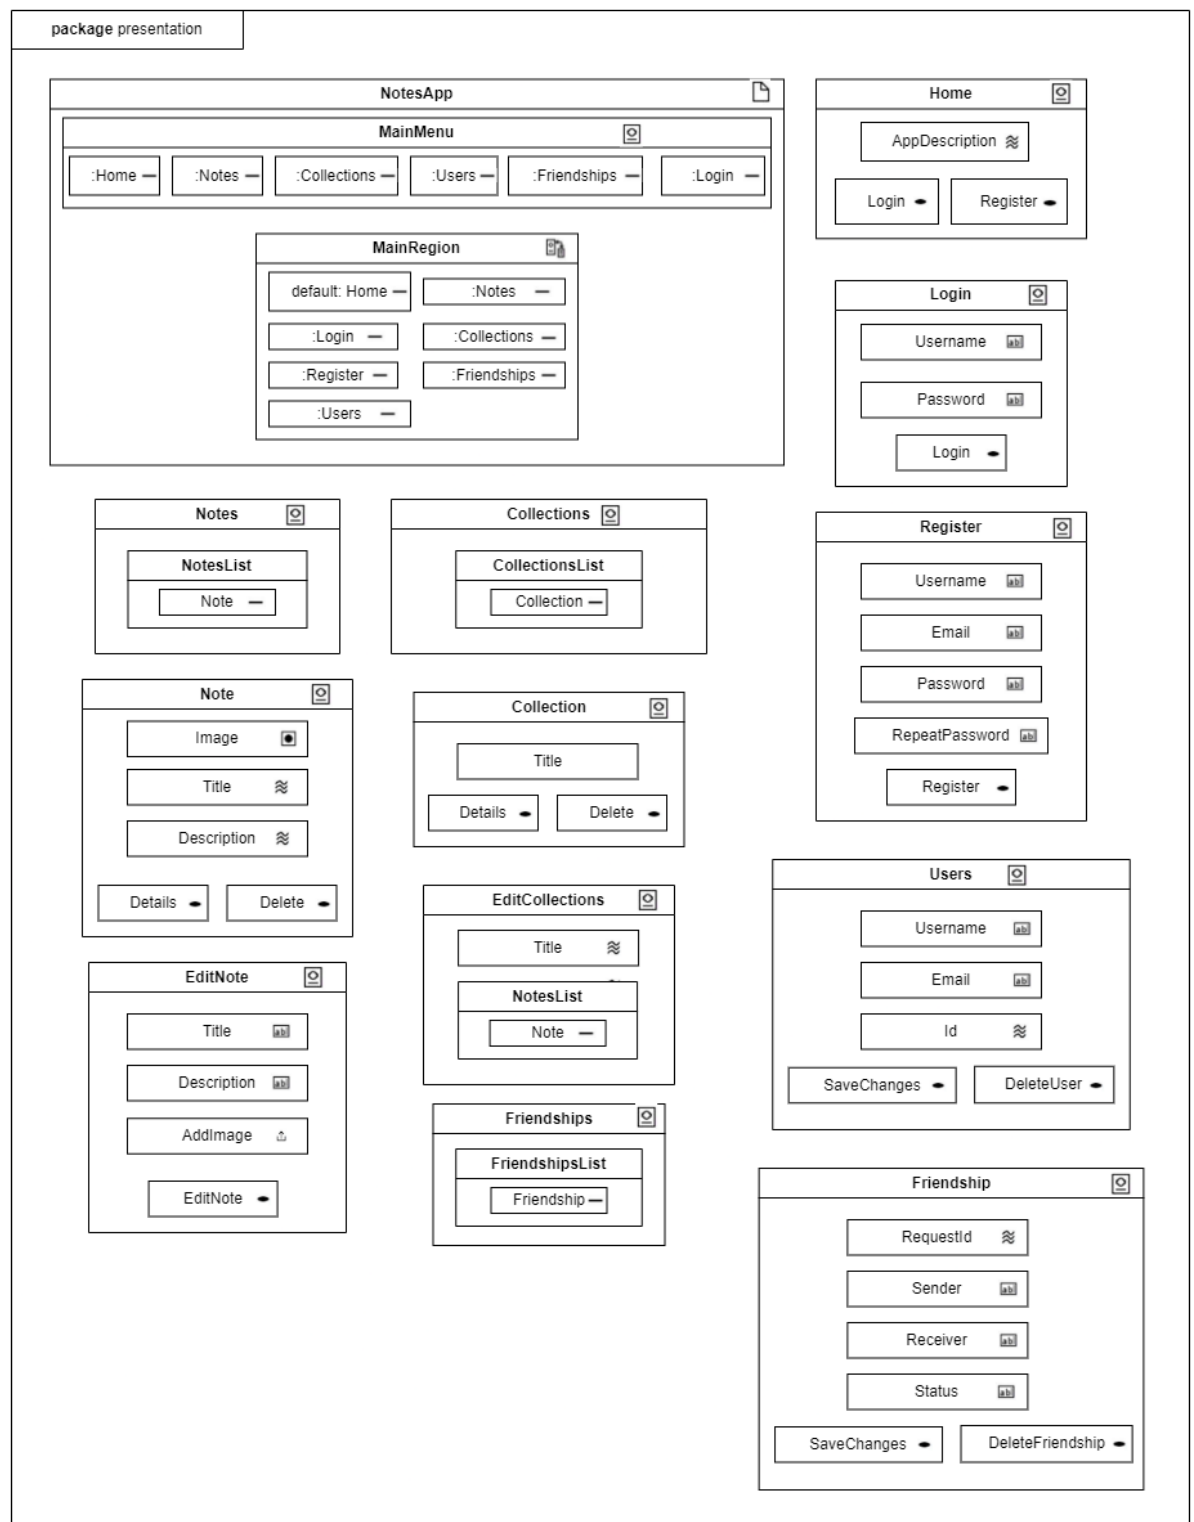 package presentation
NotesApp
MainMenu
:Home
:Notes
:Collections
:Users
:Friendships
:Login
MainRegion
default: Home
:Notes
:Login
:Collections
:Register
:Friendships
:Users
Home
AppDescription
Login
Register
Login
Username
Password
Login
Notes
NotesList
Note
Collections
CollectionsList
Collection
Register
Username
Email
Password
RepeatPassword
Register
Note
Image
Title
Description
Details
Delete
Collection
Title
Details
Delete
Users
Username
Email
Id
SaveChanges
DeleteUser
EditCollections
Title
NotesList
Note
EditNote
Title
Description
AddImage
EditNote
Friendships
FriendshipsList
Friendship
Friendship
RequestId
Sender
Receiver
Status
SaveChanges
DeleteFriendship